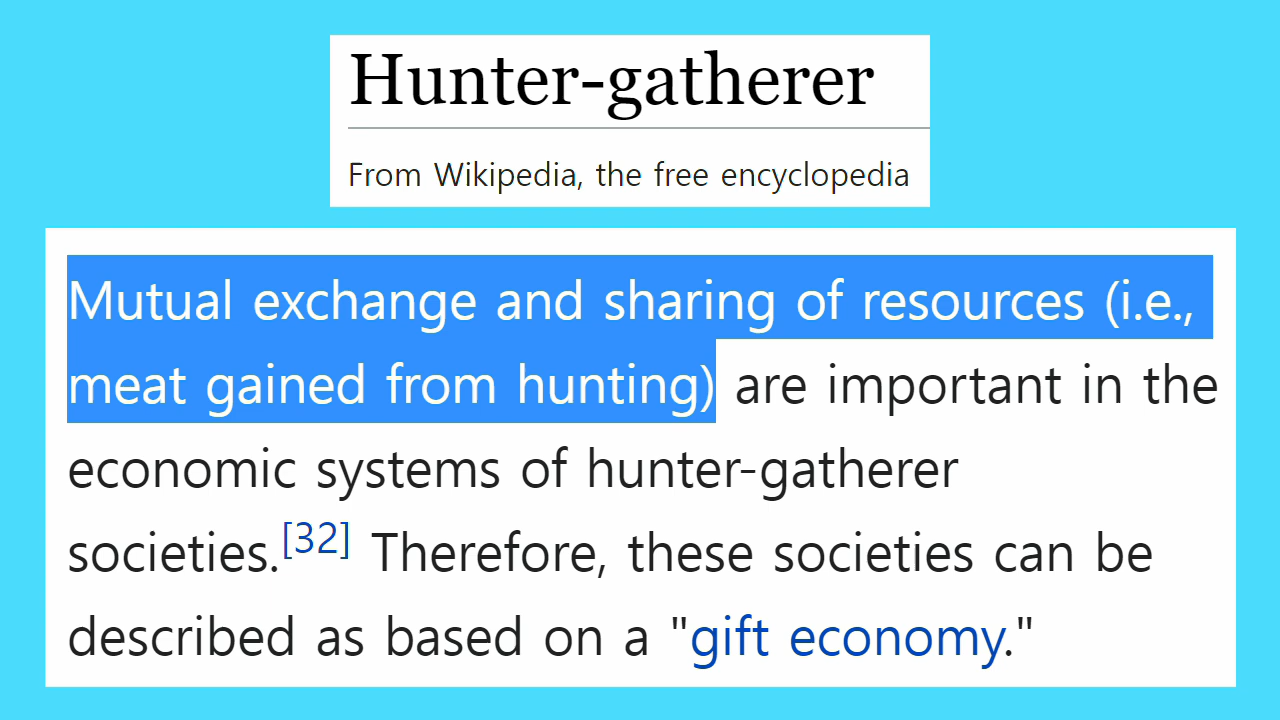 Hunter-gatherer
From Wikipedia, the free encyclopedia
Mutual exchange and sharing of resources (i.e.,
meat gained from hunting) are important in the
economic systems of hunter-gatherer
societies.[32] Therefore, these societies can be
described as based on a "gift economy."